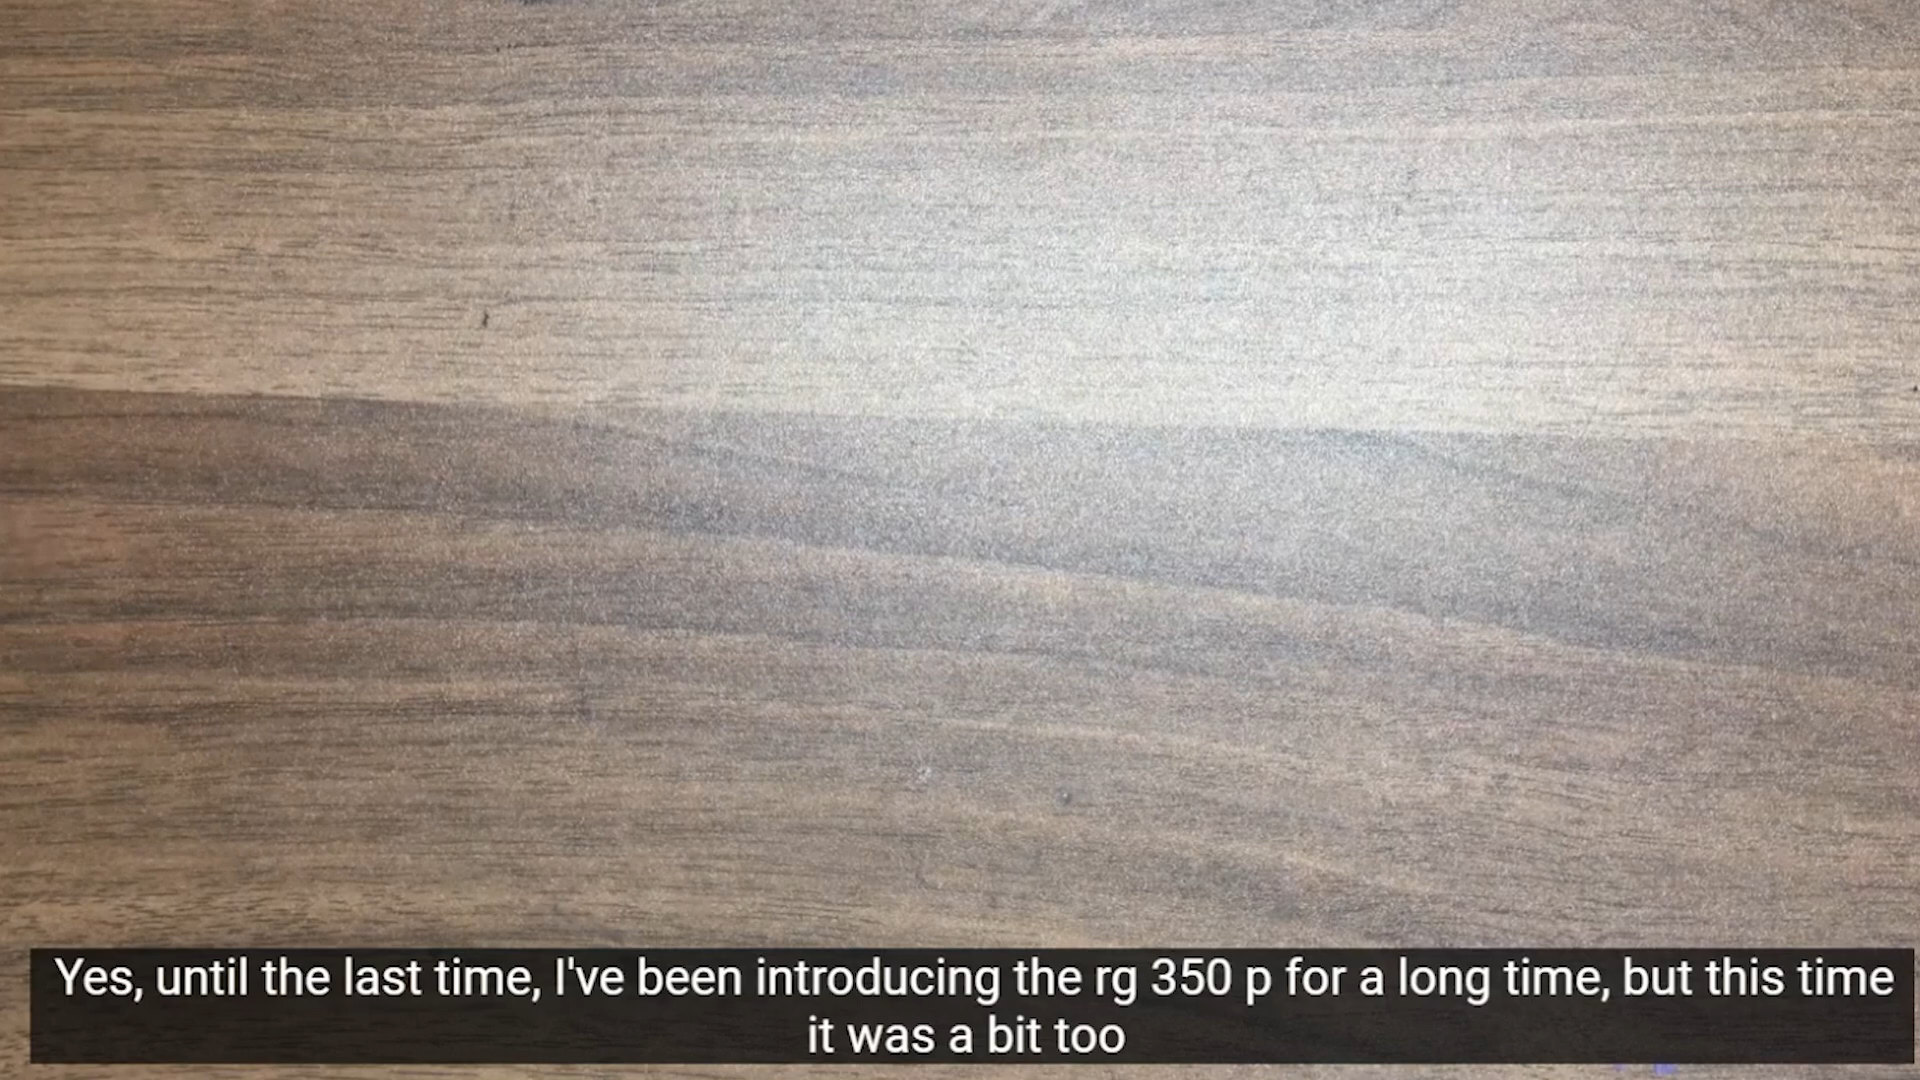 Yes, until the last time, I've been introducing the rg 350 p for a long time, but this time
it was a bit too